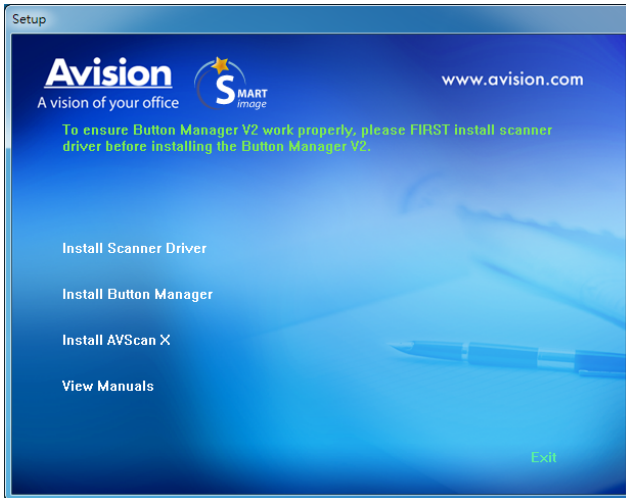 Setup
Avision
A vision of your office
SMART
image
www.avision.com
To ensure Button Manager V2 work properly, please FIRST install scanner
driver before installing the Button Manager V2.
Install Scanner Driver
Install Button Manager
Install AVScan X
View Manuals
Exit